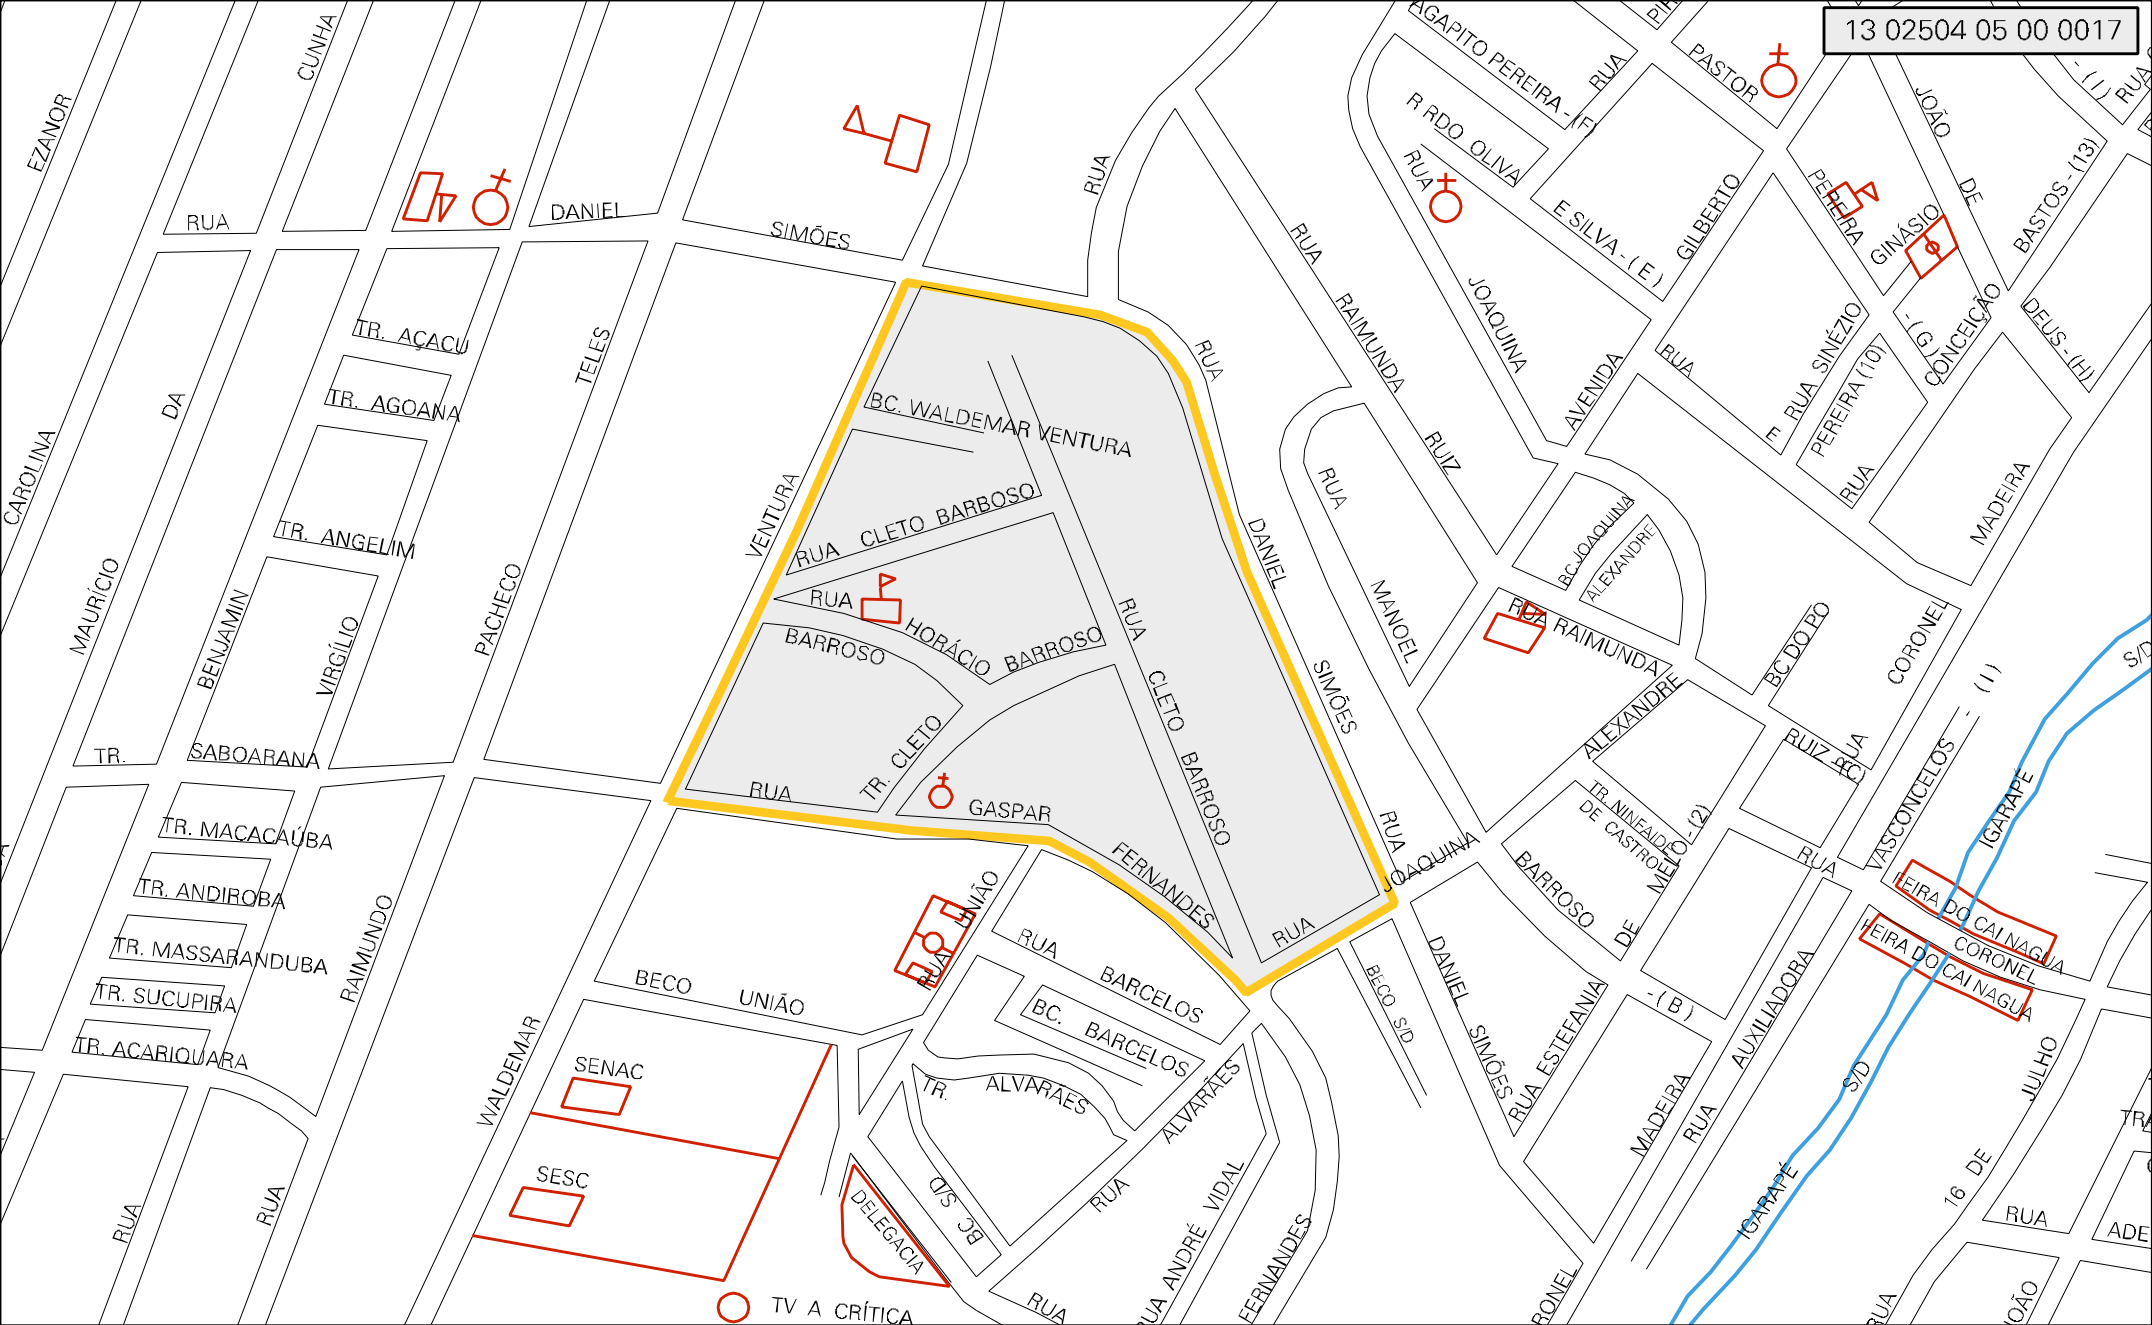 13 02504 05 00 0017
EZANOR
CUNHA
RUA
DANIEL
SIMÕES
RUA
AGAPITO PEREIRA - (F)
RUA
PASTOR
R RDO OLIVA
RUA
E SILVA - ( E )
GILBERTO
PEREIRA
GINÁSIO
JOÃO
DE
BASTOS - (13)
- ( I )
RUA
DEUS - (H)
CONCEIÇÃO
- ( G )
RUA
RAIMUNDA
RUIZ
JOAQUINA
AVENIDA
RUA
E
RUA SINÉZIO
PEREIRA (10)
RUA
MADEIRA
CORONEL
RUA
CAROLINA
DA
MAURÍCIO
TR. AÇACU
TR. AGOANA
TR. ANGELIM
TELES
PACHECO
BENJAMIN
VIRGÍLIO
VENTURA
BC. WALDEMAR VENTURA
RUA CLETO BARBOSO
RUA
HORÁCIO
BARROSO
BARROSO
RUA
CLETO
BARROSO
TR. CLETO
RUA
GASPAR
FERNANDES
RUA
JOAQUINA
RUA
DANIEL
SIMÕES
RUA
RUA
MANOEL
BC.JOAQUINA
ALEXANDRE
RUA RAIMUNDA
ALEXANDRE
BC DO PO
RUIZ - (C)
TR. NINFAIDE
DE CASTRO
MELO - (2)
DE
BARROSO
RUA
VASCONCELOS
- ( I )
IGARAPÉ
S/D
FEIRA DO CAI NAGUA
CORONEL
FEIRA DO CAI NAGUA
TR.
SABOARANA
TR. MACACAÚBA
TR. ANDIROBA
TR. MASSARANDUBA
TR. SUCUPIRA
TR. ACARIQUARA
RAIMUNDO
RUA
RUA
BECO UNIÃO
RUA
UNIÃO
WALDEMAR
SENAC
SESC
TV A CRÍTICA
DELEGACIA
BC S/D
TR.
ALVARAES
RUA
BARCELOS
BC. BARCELOS
RUA
ALVARÁES
RUA
RUA ANDRÉ VIDAL
FERNANDES
BECO S/D
DANIEL
SIMÕES
RUA ESTEFANIA
- ( B )
MADEIRA
RUA
AUXILIADORA
RONEL
S/D
IGARAPÉ
JULHO
DE
16
RUA
RUA
ADE